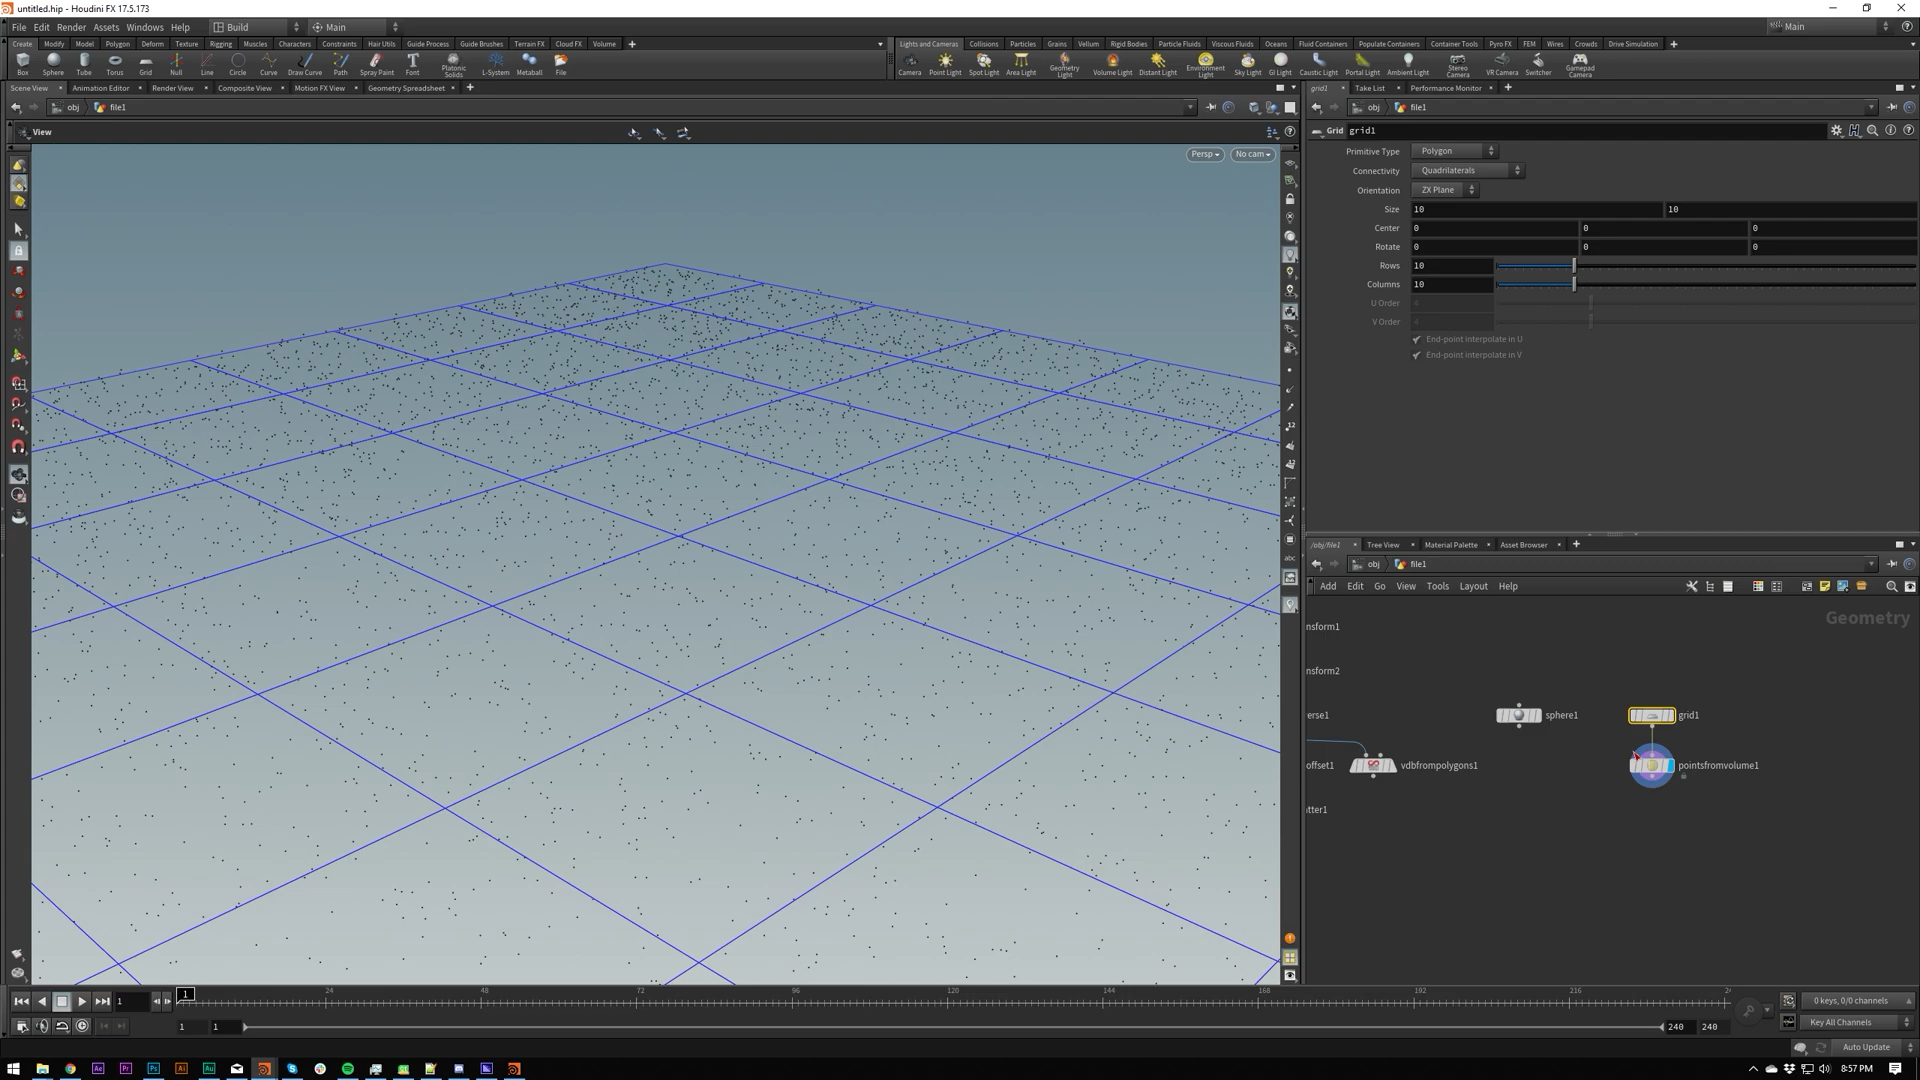 untitled.hip - Houdini FX 17.5.173
File Edit Render Assets Windows Help Build Main Main
Create Modify Model Polygon Deform Texture Rigging Muscles Characters Constraints Hair Utils Guide Process Guide Brushes Terrain FX Cloud FX Volume
Lights and Cameras Collisions Particles Grains Vellum Rigid Bodies Particle Fluids Viscous Fluids Oceans Fluid Containers Populate Containers Container Tools Pyro FX FEM Wires Crowds Drive Simulation
Box Sphere Tube Torus Grid Null Line Circle Curve Draw Curve Path Spray Paint Font Platonic Solids L-System Metaball File
Camera Point Light Spot Light Area Light Geometry Light Volume Light Distant Light Environment Light Sky Light GI Light Caustic Light Portal Light Ambient Light Stereo Camera VR Camera Switcher Gamepad Camera
Scene View Animation Editor Render View Composite View Motion FX View Geometry Spreadsheet
grid1 Take List Performance Monitor
obj file1
obj file1
View
Grid grid1
Persp No cam
Primitive Type Polygon
Connectivity Quadrilaterals
Orientation ZX Plane
Size 10 10
Center 0 0 0
Rotate 0 0 0
Rows 10
Columns 10
U Order 4
V Order 4
End-point interpolate in U
End-point interpolate in V
/obj/file1 Tree View Material Palette Asset Browser
obj file1
Add Edit Go View Tools Layout Help
Geometry
nsform1
nsform2
erse1
sphere1
grid1
offset1
vdbfrompolygons1
pointsfromvolume1
tter1
abc
12
1 1 24 48 72 96 120 144 168 192 216
0 keys, 0/0 channels
1 1 240 240
Key All Channels
Auto Update
8:57 PM